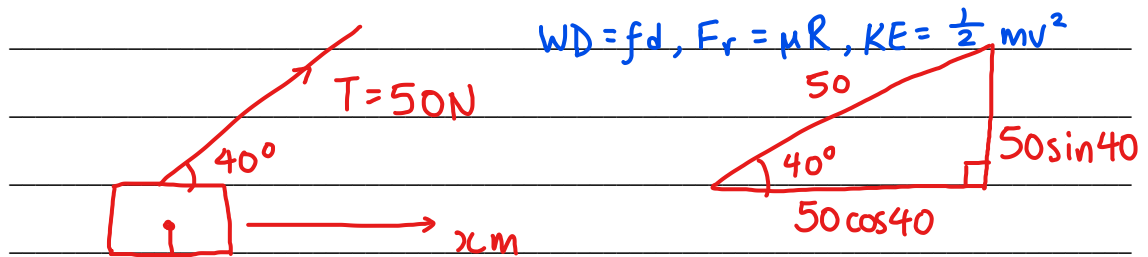 WD = fd, Fr = μR, KE = 1/2 mv²
T = 50N
40°
xm
50
40°
50sin40
50cos40